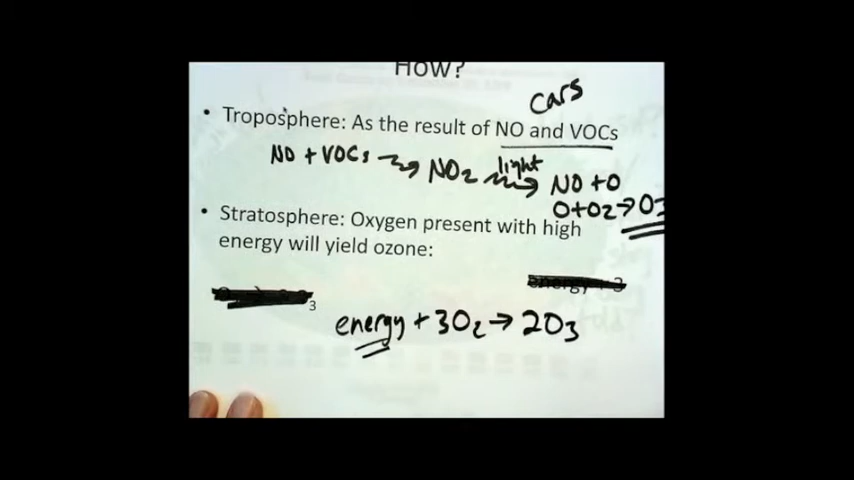 How?
cars
• Troposphere: As the result of NO and VOCs
NO + VOCs → NO2 light → NO + O
O + O2 → O3
• Stratosphere: Oxygen present with high
energy will yield ozone:
3
energy + 3O2 → 2O3